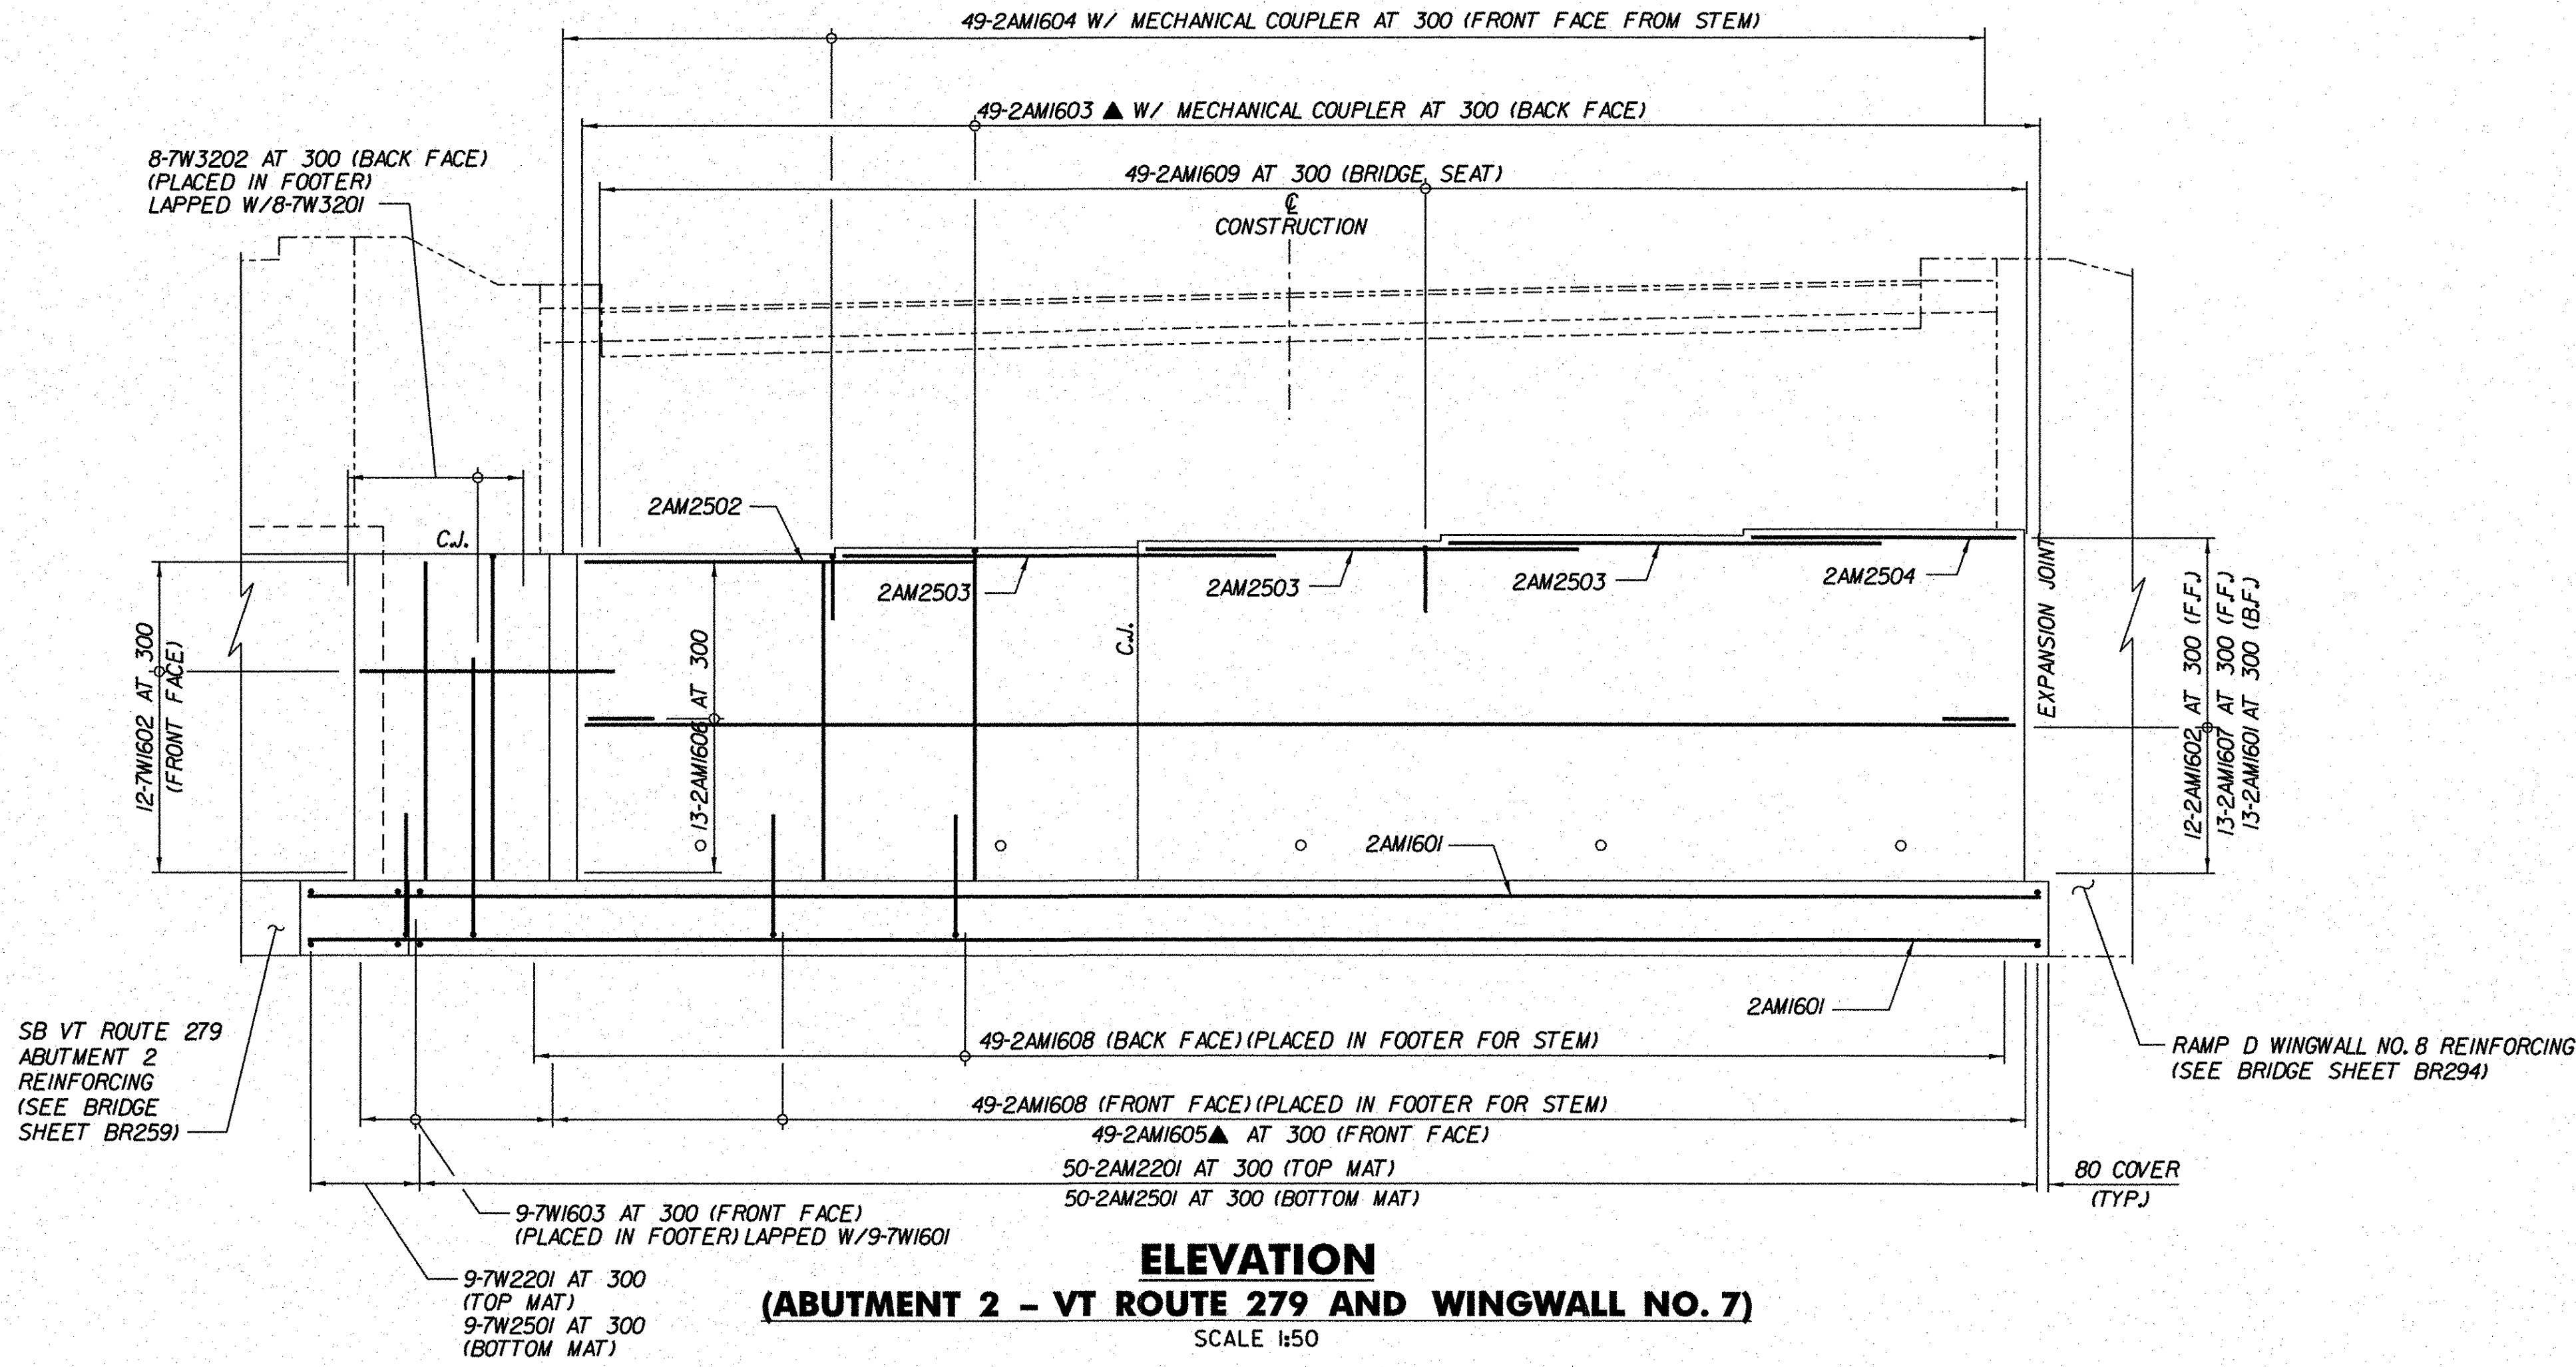 49-2AM1604 W/ MECHANICAL COUPLER AT 300 (FRONT FACE FROM STEM)
49-2AM1603 ▲ W/ MECHANICAL COUPLER AT 300 (BACK FACE)
8-7W3202 AT 300 (BACK FACE)
(PLACED IN FOOTER)
LAPPED W/8-7W3201
49-2AM1609 AT 300 (BRIDGE SEAT)
℄
CONSTRUCTION
2AM2502
C.J.
2AM2503
2AM2503
2AM2503
2AM2504
12-7W1602 AT 300
(FRONT FACE)
13-2AM1606 AT 300
C.J.
EXPANSION JOINT
12-2AM1602 AT 300 (F.F.)
13-2AM1607 AT 300 (F.F.)
13-2AM1601 AT 300 (B.F.)
2AM1601
2AM1601
SB VT ROUTE 279
ABUTMENT 2
REINFORCING
(SEE BRIDGE
SHEET BR259)
49-2AM1608 (BACK FACE)(PLACED IN FOOTER FOR STEM)
RAMP D WINGWALL NO. 8 REINFORCING
(SEE BRIDGE SHEET BR294)
49-2AM1608 (FRONT FACE)(PLACED IN FOOTER FOR STEM)
49-2AM1605▲ AT 300 (FRONT FACE)
50-2AM2201 AT 300 (TOP MAT)
50-2AM2501 AT 300 (BOTTOM MAT)
80 COVER
(TYP.)
9-7W1603 AT 300 (FRONT FACE)
(PLACED IN FOOTER) LAPPED W/9-7W1601
9-7W2201 AT 300
(TOP MAT)
9-7W2501 AT 300
(BOTTOM MAT)
ELEVATION
(ABUTMENT 2 – VT ROUTE 279 AND WINGWALL NO. 7)
SCALE 1:50